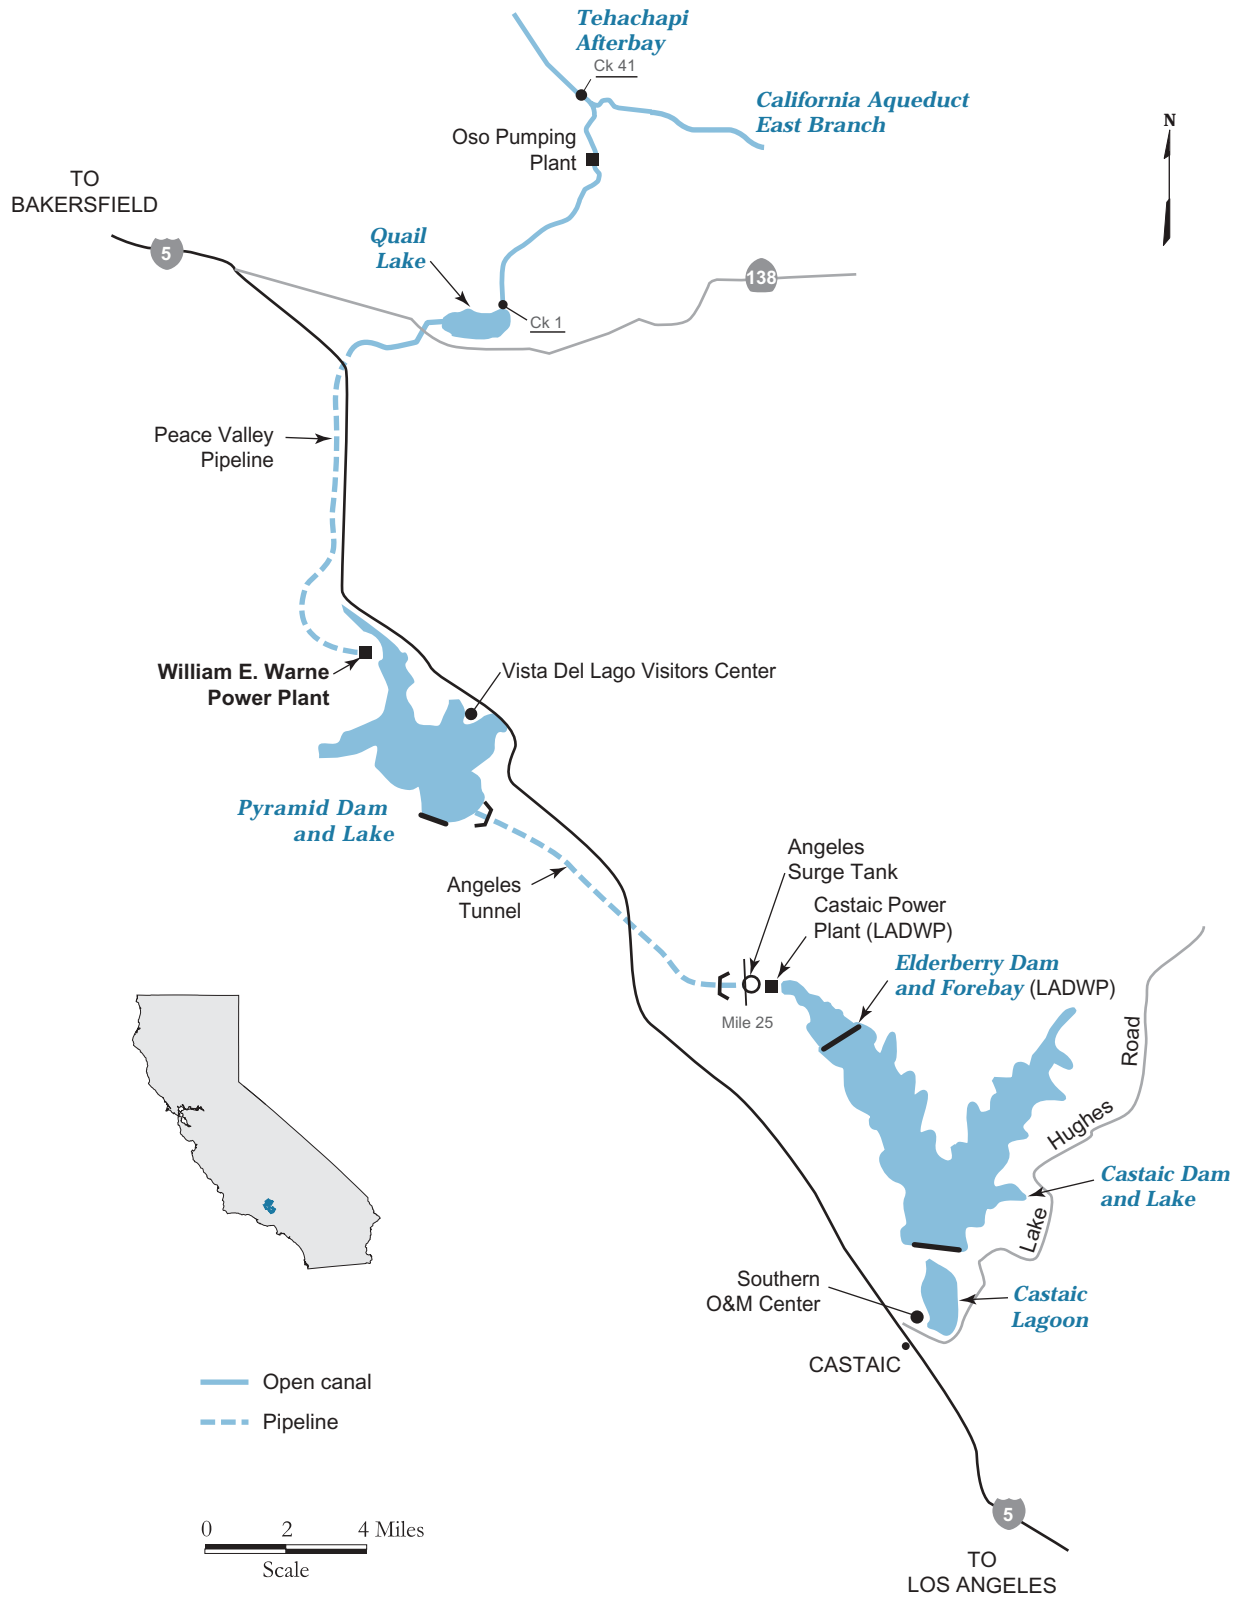 Tehachapi
Afterbay
Ck 41
California Aqueduct
East Branch
N
Oso Pumping
Plant
TO
BAKERSFIELD
5
Quail
Lake
138
Ck 1
Peace Valley
Pipeline
William E. Warne
Power Plant
Vista Del Lago Visitors Center
Pyramid Dam
and Lake
Angeles
Tunnel
Angeles
Surge Tank
Castaic Power
Plant (LADWP)
Elderberry Dam
and Forebay (LADWP)
Mile 25
Road
Hughes
Lake
Castaic Dam
and Lake
Southern
O&M Center
Castaic
Lagoon
CASTAIC
Open canal
Pipeline
0 2 4 Miles
Scale
5
TO
LOS ANGELES